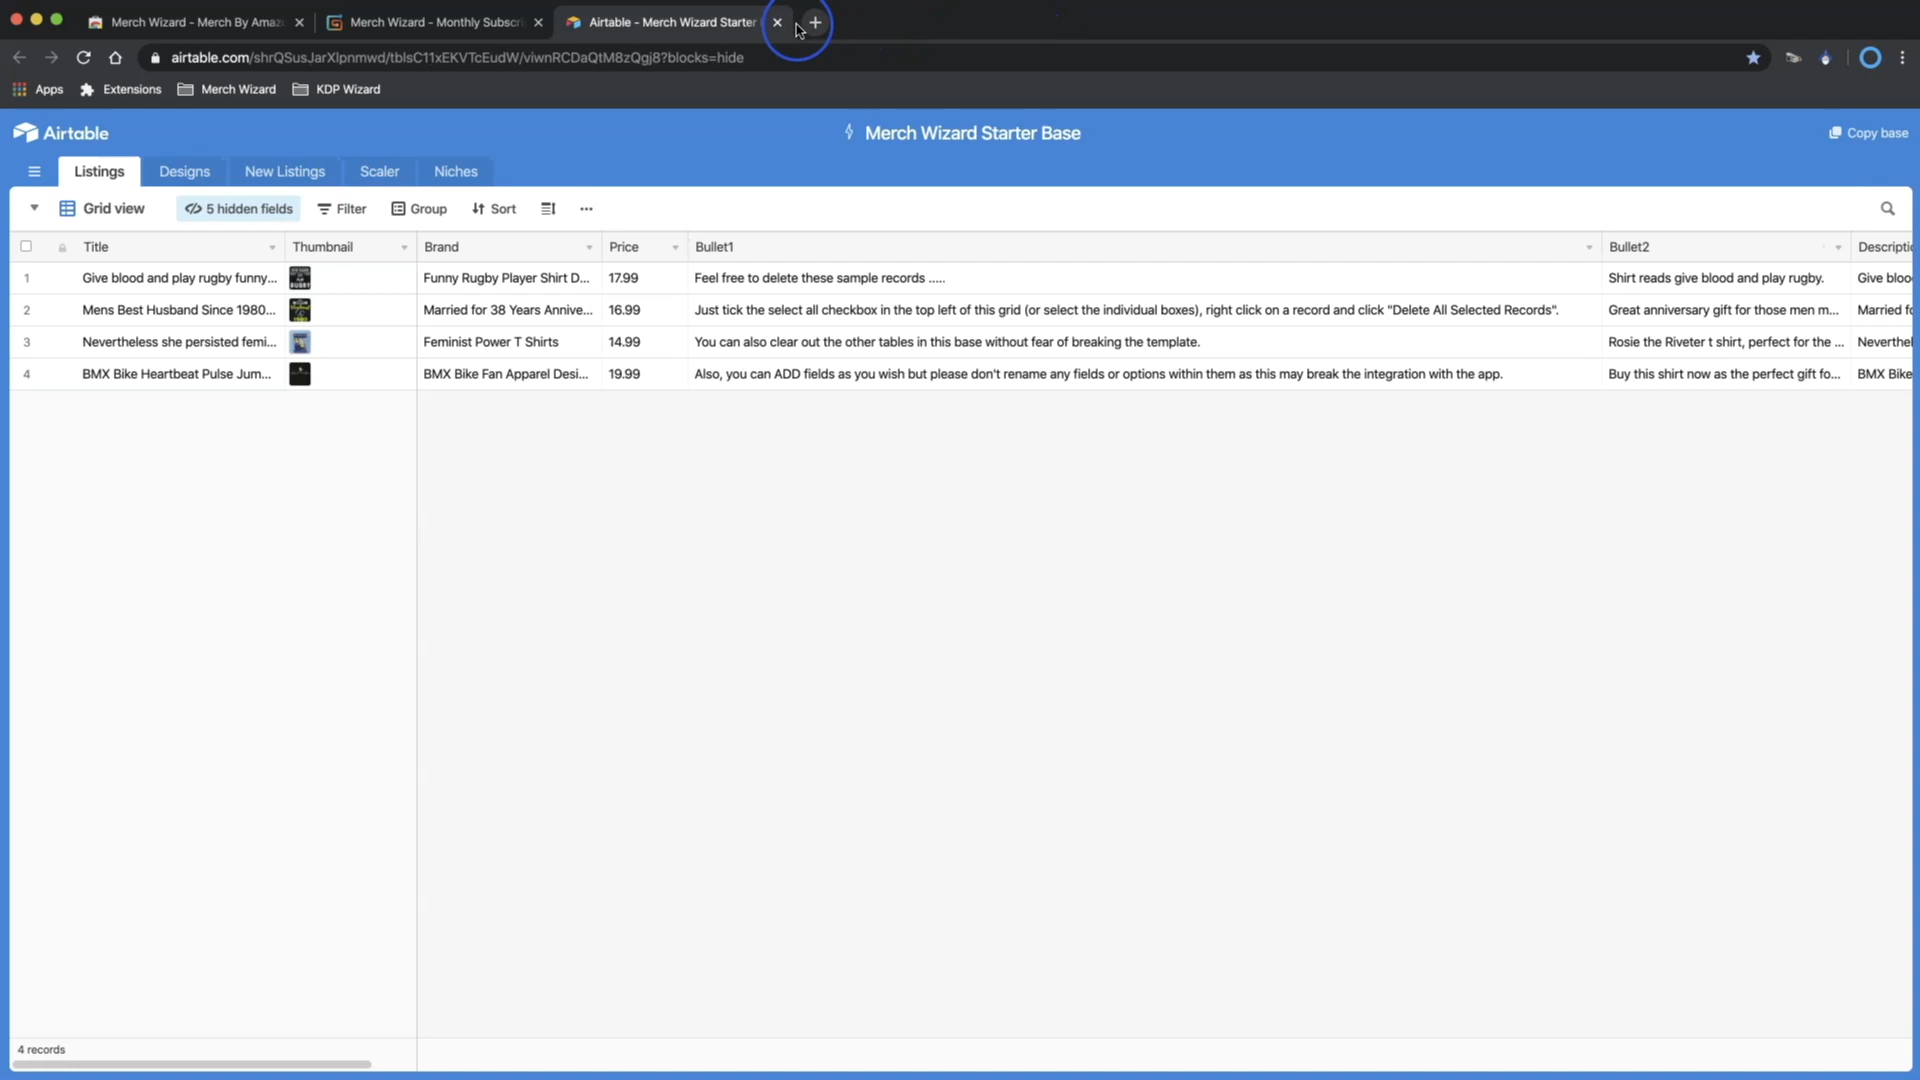 Merch Wizard - Merch By Amaz
Merch Wizard - Monthly Subscri
Airtable - Merch Wizard Starter
airtable.com/shrQSusJarXlpnmwd/tblsC11xEKVTcEudW/viwnRCDaQtM8zQgj8?blocks=hide
Apps Extensions Merch Wizard KDP Wizard
Airtable Merch Wizard Starter Base Copy base
Listings Designs New Listings Scaler Niches
Grid view 5 hidden fields Filter Group Sort ...
Title Thumbnail Brand Price Bullet1 Bullet2 Descriptic
1 Give blood and play rugby funny... Funny Rugby Player Shirt D... 17.99 Feel free to delete these sample records ..... Shirt reads give blood and play rugby. Give bloo
2 Mens Best Husband Since 1980... Married for 38 Years Annive... 16.99 Just tick the select all checkbox in the top left of this grid (or select the individual boxes), right click on a record and click "Delete All Selected Records". Great anniversary gift for those men m... Married fo
3 Nevertheless she persisted femi... Feminist Power T Shirts 14.99 You can also clear out the other tables in this base without fear of breaking the template. Rosie the Riveter t shirt, perfect for the ... Neverthel
4 BMX Bike Heartbeat Pulse Jum... BMX Bike Fan Apparel Desi... 19.99 Also, you can ADD fields as you wish but please don't rename any fields or options within them as this may break the integration with the app. Buy this shirt now as the perfect gift fo... BMX Bike
4 records